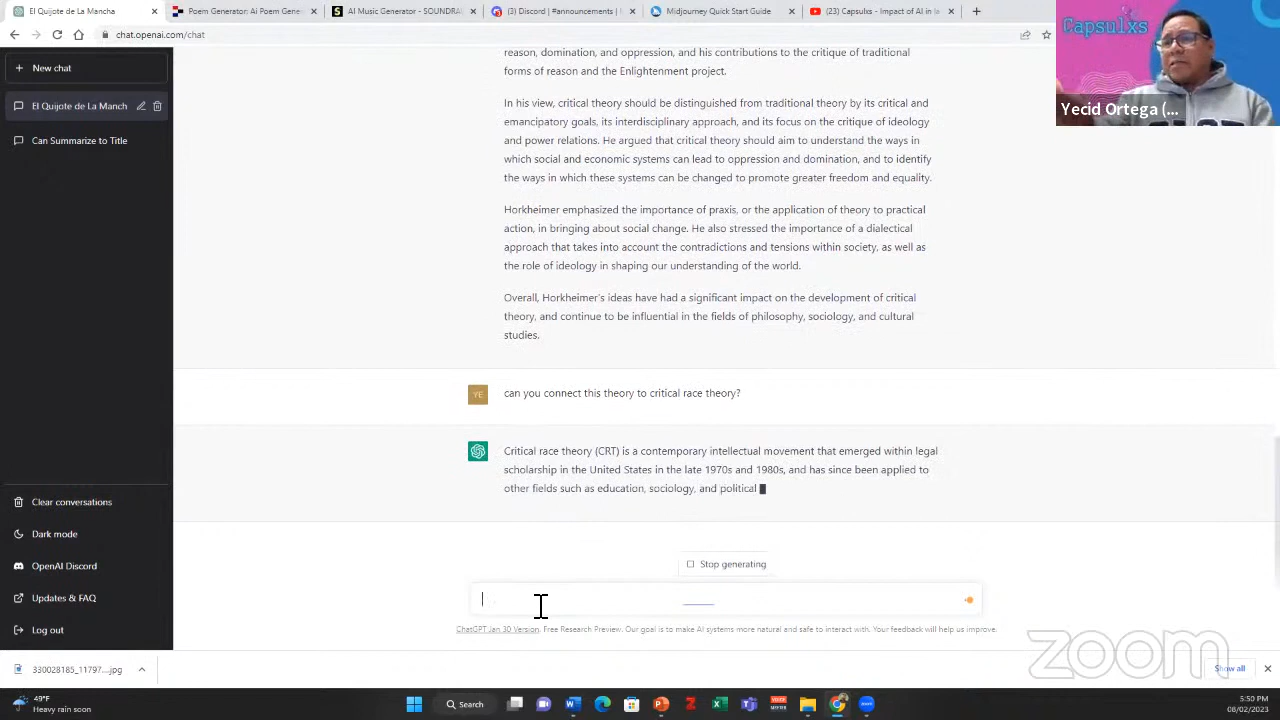 El Quijote de La Mancha
Poem Generator: AI Poem Gene
AI Music Generator - SOUNDRA
Discord | #announcements |
Midjourney Quick Start Guide
(23) Capsulxs - Impact of AI in
chat.openai.com/chat
Capsulxs
Yecid Ortega (...
New chat
El Quijote de La Mancha
Can Summarize to Title
reason, domination, and oppression, and his contributions to the critique of traditional
forms of reason and the Enlightenment project.
In his view, critical theory should be distinguished from traditional theory by its critical and
emancipatory goals, its interdisciplinary approach, and its focus on the critique of ideology
and power relations. He argued that critical theory should aim to understand the ways in
which social and economic systems can lead to oppression and domination, and to identify
the ways in which these systems can be changed to promote greater freedom and equality.
Horkheimer emphasized the importance of praxis, or the application of theory to practical
action, in bringing about social change. He also stressed the importance of a dialectical
approach that takes into account the contradictions and tensions within society, as well as
the role of ideology in shaping our understanding of the world.
Overall, Horkheimer's ideas have had a significant impact on the development of critical
theory, and continue to be influential in the fields of philosophy, sociology, and cultural
studies.
YE
can you connect this theory to critical race theory?
Critical race theory (CRT) is a contemporary intellectual movement that emerged within legal
scholarship in the United States in the late 1970s and 1980s, and has since been applied to
other fields such as education, sociology, and political
Clear conversations
Dark mode
OpenAI Discord
Updates & FAQ
Log out
Stop generating
ChatGPT Jan 30 Version. Free Research Preview. Our goal is to make AI systems more natural and safe to interact with. Your feedback will help us improve.
zoom
330028185_11797....jpg
Show all
49°F
Heavy rain soon
Search
5:50 PM
08/02/2023